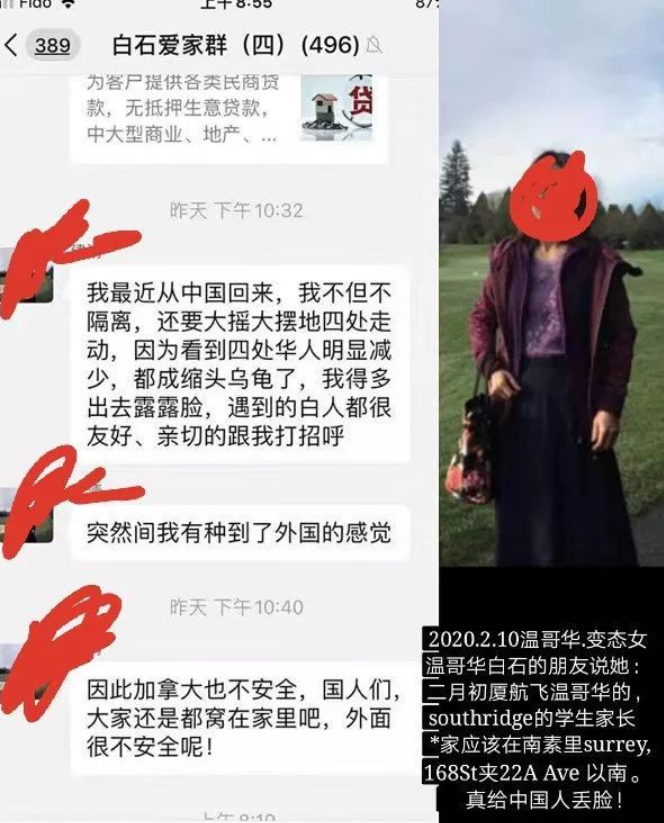 Fido
上午8:55
87
389
白石爱家群（四）(496)
为客户提供各类民商贷
款，无抵押生意贷款，
中大型商业、地产、...
贷
昨天 下午10:32
我最近从中国回来，我不但不
隔离，还要大摇大摆地四处走
动，因为看到四处华人明显减
少，都成缩头乌龟了，我得多
出去露露脸，遇到的白人都很
友好、亲切的跟我打招呼
突然间我有种到了外国的感觉
昨天 下午10:40
因此加拿大也不安全，国人们，
大家还是都窝在家里吧，外面
很不安全呢！
2020.2.10温哥华.变态女
温哥华白石的朋友说她：
二月初厦航飞温哥华的，
southridge的学生家长
*家应该在南素里surrey,
168St夹22A Ave 以南。
真给中国人丢脸！